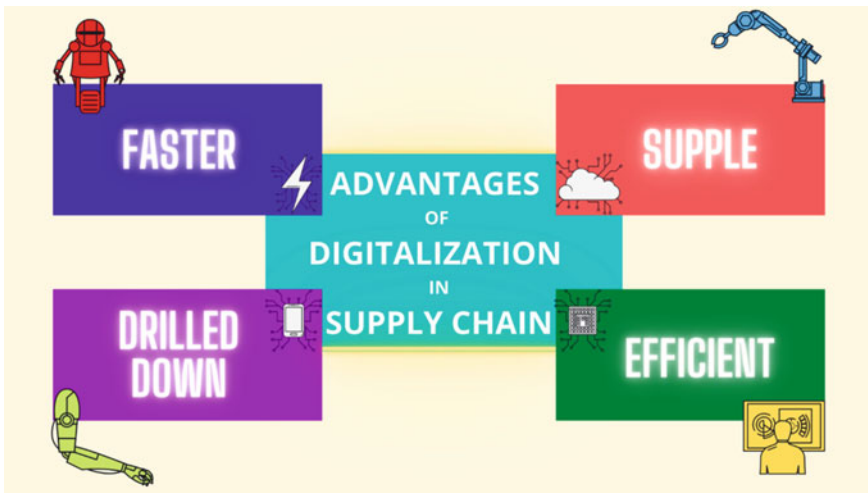 FASTER
SUPPLE
ADVANTAGES
OF
DIGITALIZATION
IN
SUPPLY CHAIN
DRILLED
DOWN
EFFICIENT